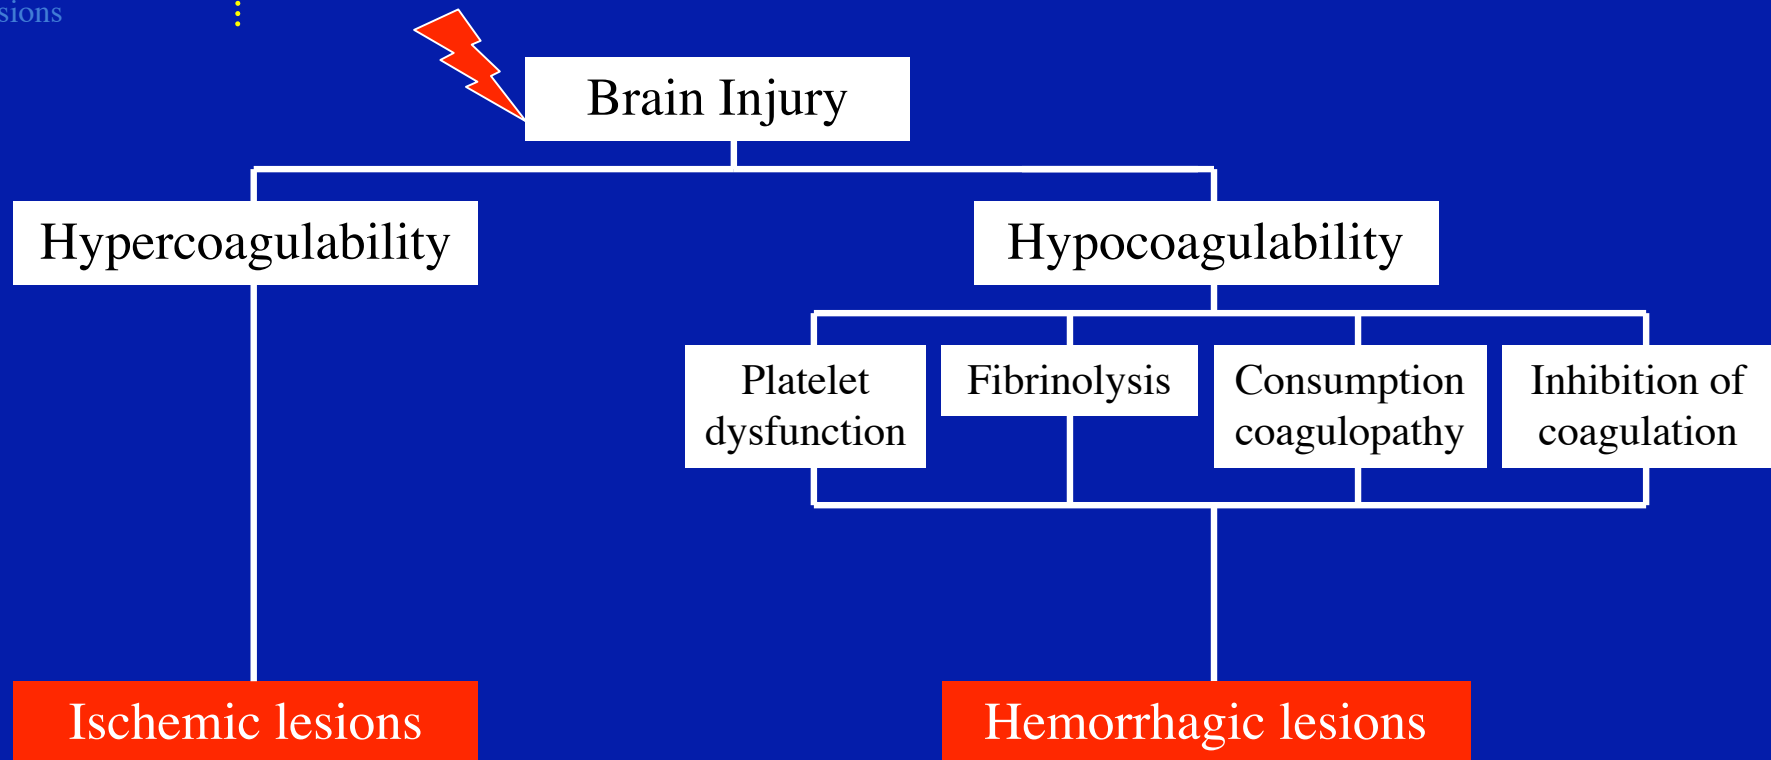 sions
Brain Injury
Hypercoagulability
Hypocoagulability
Platelet
dysfunction
Fibrinolysis
Consumption
coagulopathy
Inhibition of
coagulation
Ischemic lesions
Hemorrhagic lesions